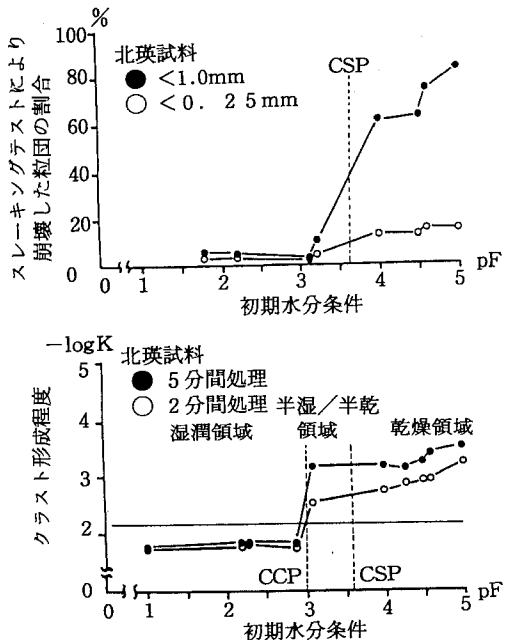 %
100
80
60
40
20
0
スレーキングテストにより
崩壊した粒団の割合
北瑛試料
● <1.0mm
○ <0. 25mm
CSP
0 1 2 3 4 5 pF
初期水分条件
−logK
5
4
3
2
0
クラスト形成程度
北瑛試料
● 5分間処理
○ 2分間処理 半湿/半乾
湿潤領域 領域 乾燥領域
CCP CSP
0 1 2 3 4 5 pF
初期水分条件